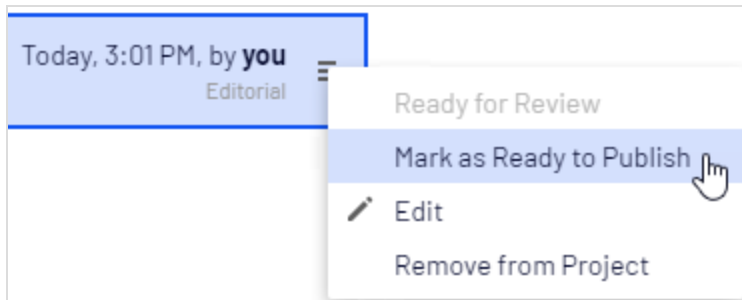 Today, 3:01 PM, by you
Editorial
Ready for Review
Mark as Ready to Publish
Edit
Remove from Project